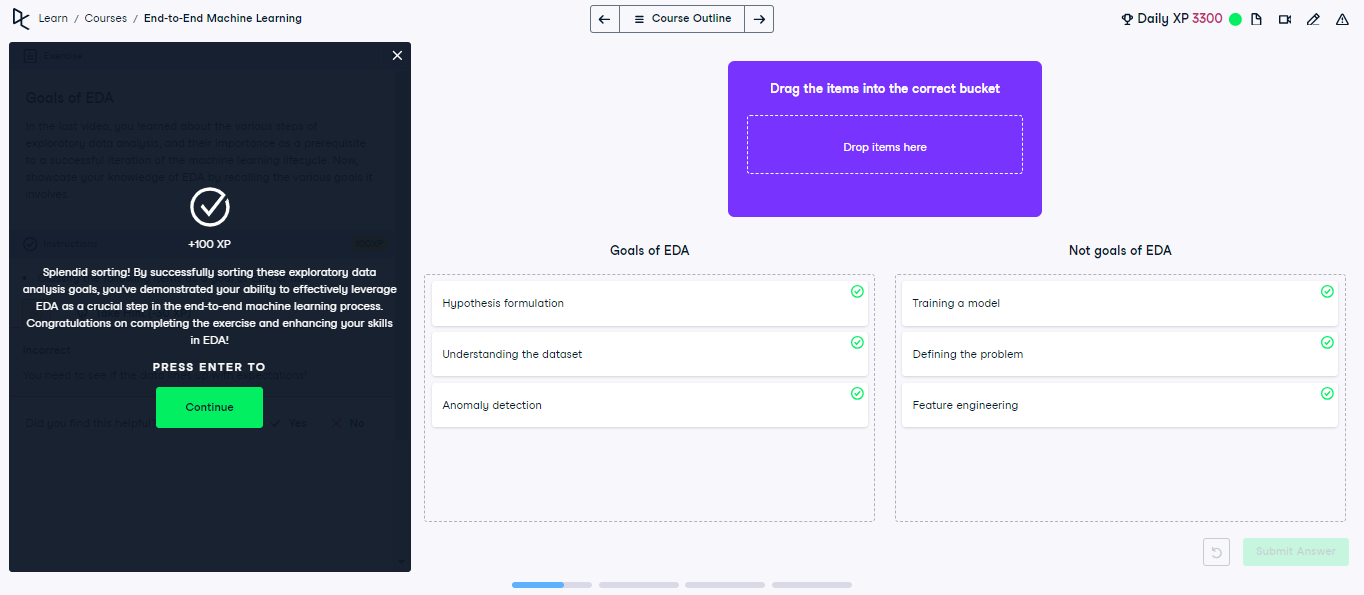 Learn / Courses / End-to-End Machine Learning
Course Outline
Daily XP 3300
Exercise
Goals of EDA
In the last video, you learned about the various steps of
exploratory data analysis, and their importance as a prerequisite
to a successful iteration of the machine learning lifecycle. Now,
showcase your knowledge of EDA by recalling the various goals it
involves.
Instructions
100 XP
+100 XP
Splendid sorting! By successfully sorting these exploratory data
analysis goals, you've demonstrated your ability to effectively leverage
EDA as a crucial step in the end-to-end machine learning process.
Congratulations on completing the exercise and enhancing your skills
in EDA!
Incorrect
PRESS ENTER TO
Continue
Did you find this helpful?
Yes
No
Drag the items into the correct bucket
Drop items here
Goals of EDA
Hypothesis formulation
Understanding the dataset
Anomaly detection
Not goals of EDA
Training a model
Defining the problem
Feature engineering
Submit Answer